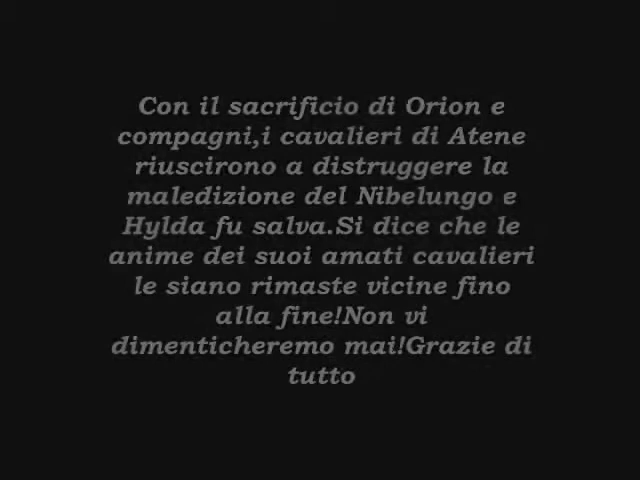 Con il sacrificio di Orion e
compagni,i cavalieri di Atene
riuscirono a distruggere la
maledizione del Nibelungo e
Hylda fu salva.Si dice che le
anime dei suoi amati cavalieri
le siano rimaste vicine fino
alla fine!Non vi
dimenticheremo mai!Grazie di
tutto